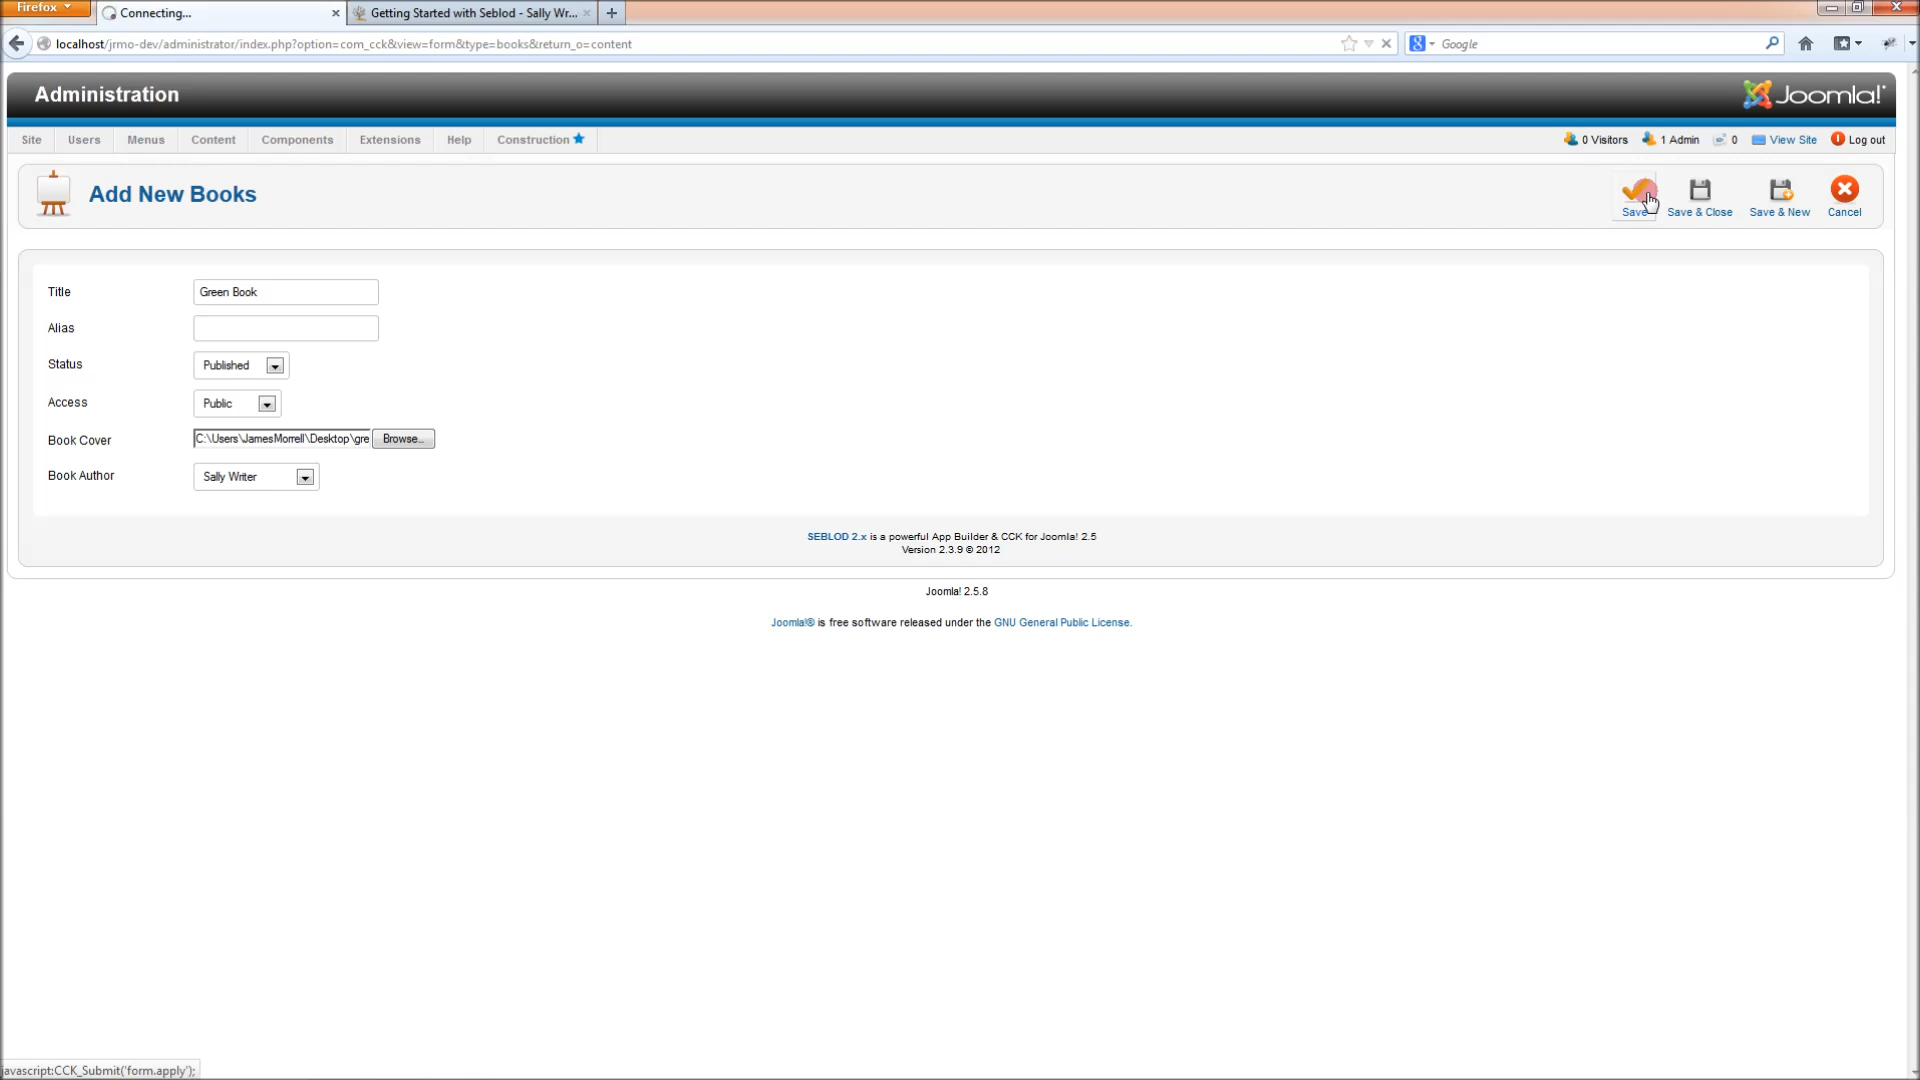 Firefox
Connecting...
Getting Started with Seblod - Sally Wr...
localhost/jrmo-dev/administrator/index.php?option=com_cck&view=form&type=books&return_o=content
Google
Administration
Joomla!
Site
Users
Menus
Content
Components
Extensions
Help
Construction
0 Visitors
1 Admin
0
View Site
Log out
Add New Books
Save
Save & Close
Save & New
Cancel
Title
Green Book
Alias
Status
Published
Access
Public
Book Cover
C:\Users\JamesMorrell\Desktop\gre
Browse...
Book Author
Sally Writer
SEBLOD 2.x is a powerful App Builder & CCK for Joomla! 2.5
Version 2.3.9 © 2012
Joomla! 2.5.8
Joomla!® is free software released under the GNU General Public License.
javascript:CCK_Submit('form.apply');